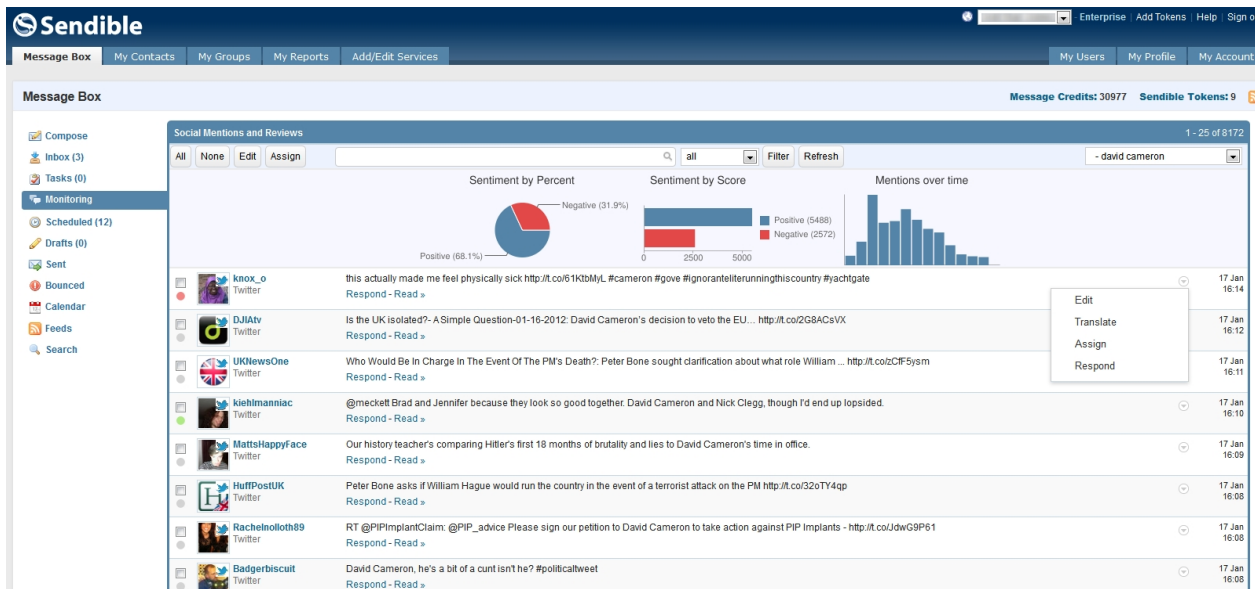 Sendible
Enterprise | Add Tokens | Help | Sign o
Message Box My Contacts My Groups My Reports Add/Edit Services My Users My Profile My Account
Message Box
Message Credits: 30977 Sendible Tokens: 9
Compose
Inbox (3)
Tasks (0)
Monitoring
Scheduled (12)
Drafts (0)
Sent
Bounced
Calendar
Feeds
Search
Social Mentions and Reviews 1 - 25 of 8172
All None Edit Assign all Filter Refresh - david cameron
Sentiment by Percent
Negative (31.9%)
Positive (68.1%)
Sentiment by Score
Positive (5488)
Negative (2572)
0 2500 5000
Mentions over time
knox_o
Twitter
this actually made me feel physically sick http://t.co/61KtbMyL #cameron #gove #ignoranteliterunningthiscountry #yachtgate
Respond - Read »
17 Jan
16:14
Edit
Translate
Assign
Respond
DJIAtv
Twitter
Is the UK isolated?- A Simple Question-01-16-2012: David Cameron's decision to veto the EU... http://t.co/2G8ACsVX
Respond - Read »
17 Jan
16:12
UKNewsOne
Twitter
Who Would Be In Charge In The Event Of The PM's Death?: Peter Bone sought clarification about what role William ... http://t.co/zCfF5ysm
Respond - Read »
17 Jan
16:11
kiehlmanniac
Twitter
@meckett Brad and Jennifer because they look so good together. David Cameron and Nick Clegg, though I'd end up lopsided.
Respond - Read »
17 Jan
16:10
MattsHappyFace
Twitter
Our history teacher's comparing Hitler's first 18 months of brutality and lies to David Cameron's time in office.
Respond - Read »
17 Jan
16:09
HuffPostUK
Twitter
Peter Bone asks if William Hague would run the country in the event of a terrorist attack on the PM http://t.co/32oTY4qp
Respond - Read »
17 Jan
16:08
Rachelnolloth89
Twitter
RT @PIPImplantClaim: @PIP_advice Please sign our petition to David Cameron to take action against PIP Implants - http://t.co/JdwG9P61
Respond - Read »
17 Jan
16:08
Badgerbiscuit
Twitter
David Cameron, he's a bit of a cunt isn't he? #politicaltweet
Respond - Read »
17 Jan
16:08